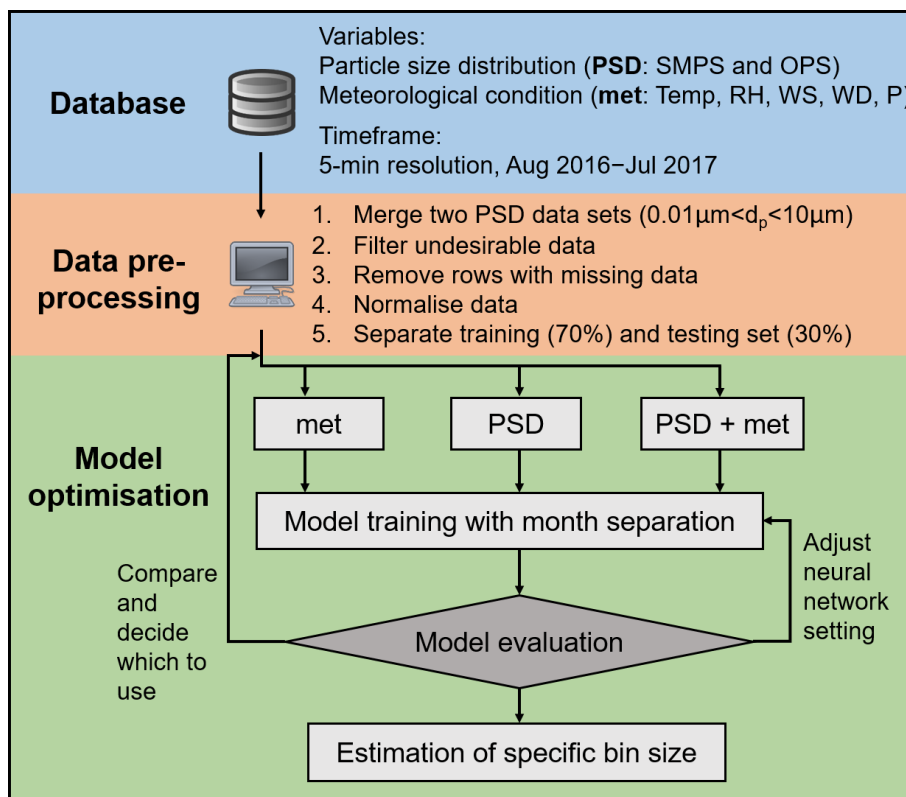 Database
Variables:
Particle size distribution (PSD: SMPS and OPS)
Meteorological condition (met: Temp, RH, WS, WD, P)
Timeframe:
5-min resolution, Aug 2016−Jul 2017
Data pre-
processing
1. Merge two PSD data sets (0.01µm<dp<10µm)
2. Filter undesirable data
3. Remove rows with missing data
4. Normalise data
5. Separate training (70%) and testing set (30%)
Model
optimisation
met
PSD
PSD + met
Model training with month separation
Compare
and
decide
which to
use
Adjust
neural
network
setting
Model evaluation
Estimation of specific bin size